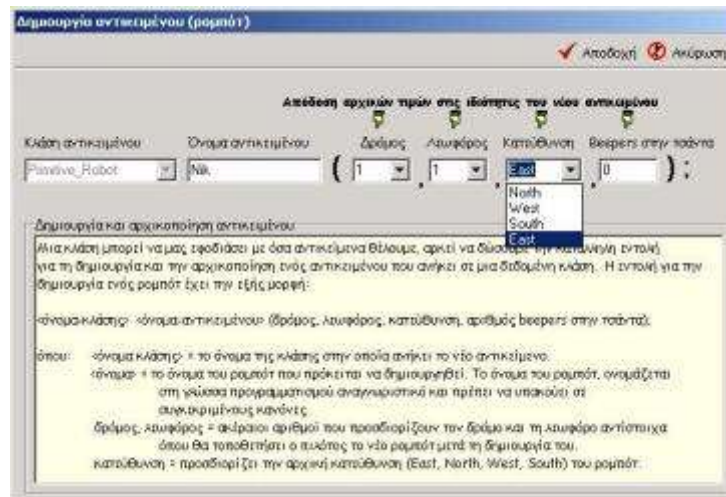 Δημιουργία αντικειμένου (ρομπότ)
Αποδοχή Ακύρωση
Απόδοση αρχικών τιμών στις ιδιότητες του νέου αντικειμένου
Κλάση αντικειμένου Όνομα αντικειμένου Δρόμος Λεωφόρος Κατεύθυνση Beepers στην τσάντα
Primitive_Robot Nik ( 1 , 1 , East , 0 ) ;
North
West
South
East
Δημιουργία και αρχικοποίηση αντικειμένου
Μια κλάση μπορεί να μας εφοδιάσει με όσα αντικείμενα θέλουμε, αρκεί να δώσουμε την κατάλληλη εντολή
για τη δημιουργία και την αρχικοποίηση ενός αντικειμένου που ανήκει σε μια δεδομένη κλάση. Η εντολή για την
δημιουργία ενός ρομπότ έχει την εξής μορφή:
<όνομα-κλάσης> <όνομα-αντικειμένου> (δρόμος, λεωφόρος, κατεύθυνση, αριθμός beepers στην τσάντα);
όπου: <όνομα κλάσης> = το όνομα της κλάσης στην οποία ανήκει το νέο αντικείμενο.
<όνομα> = το όνομα του ρομπότ που πρόκειται να δημιουργηθεί. Το όνομα του ρομπότ, ονομάζεται
στη γλώσσα προγραμματισμού αναγνωριστικό και πρέπει να υπακούει σε
συγκεκριμένους κανόνες.
δρόμος, λεωφόρος = ακέραιοι αριθμοί που προσδιορίζουν τον δρόμο και τη λεωφόρο αντίστοιχα
όπου θα τοποθετήσει ο πιλότος το νέο ρομπότ μετά τη δημιουργία του.
κατεύθυνση = προσδιορίζει την αρχική κατεύθυνση (East, North, West, South) του ρομπότ.